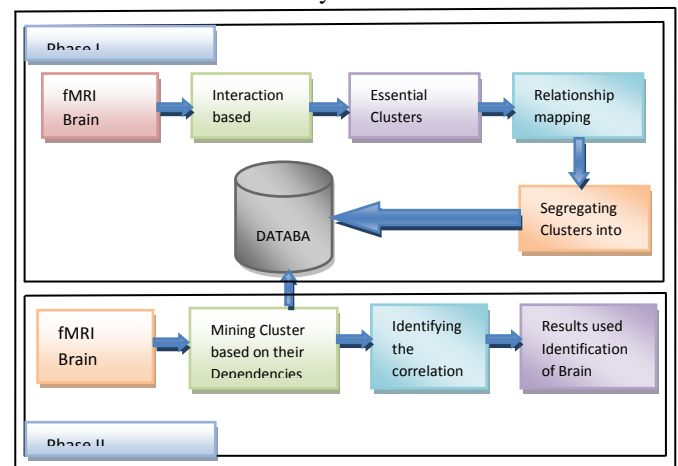 Phase I
fMRI
Brain
Interaction
based
Essential
Clusters
Relationship
mapping
Segregating
Clusters into
DATABA
fMRI
Brain
Mining Cluster
based on their
Dependencies
Identifying
the
correlation
Results used
Identification
of Brain
Phase II